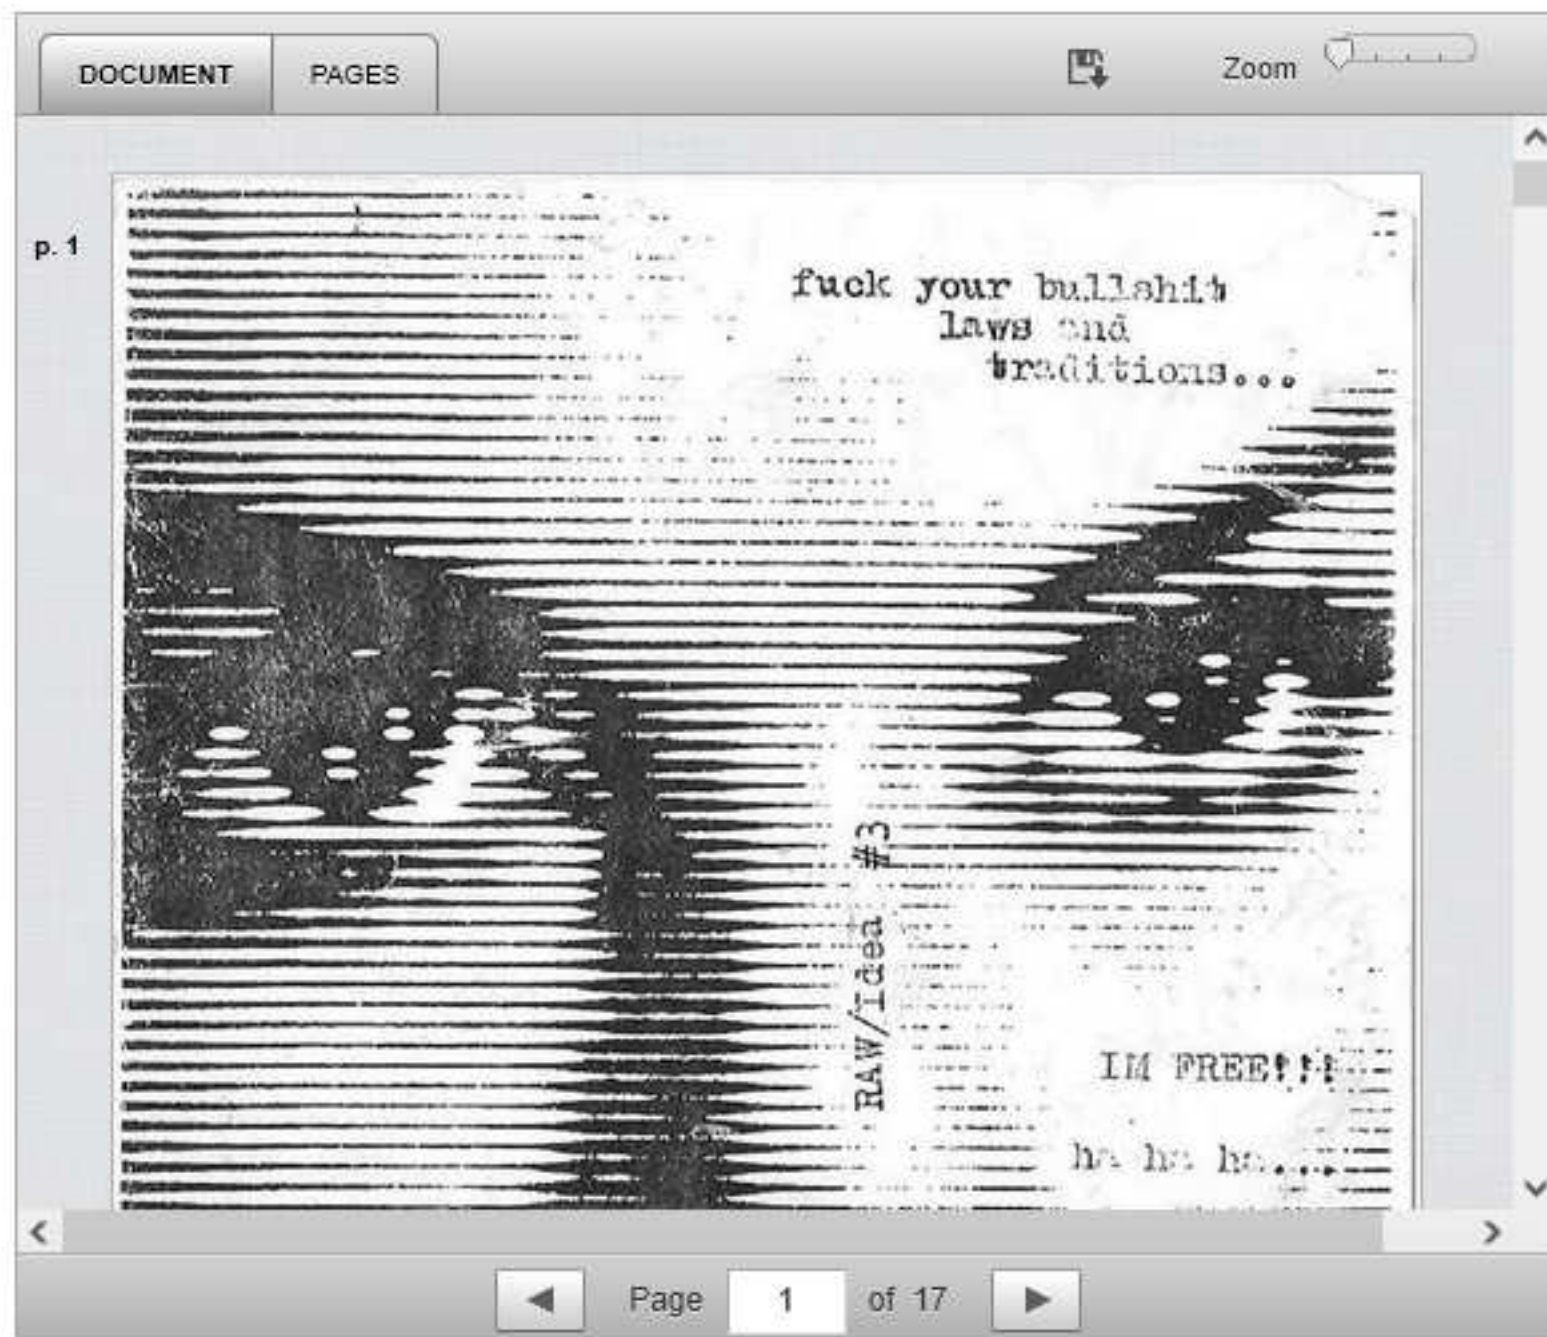 DOCUMENT
PAGES
Zoom
p. 1
fuck your bullshit
laws and
traditions...
RAW/Idea #3
IM FREE!!!
ha ha ha....
Page 1 of 17